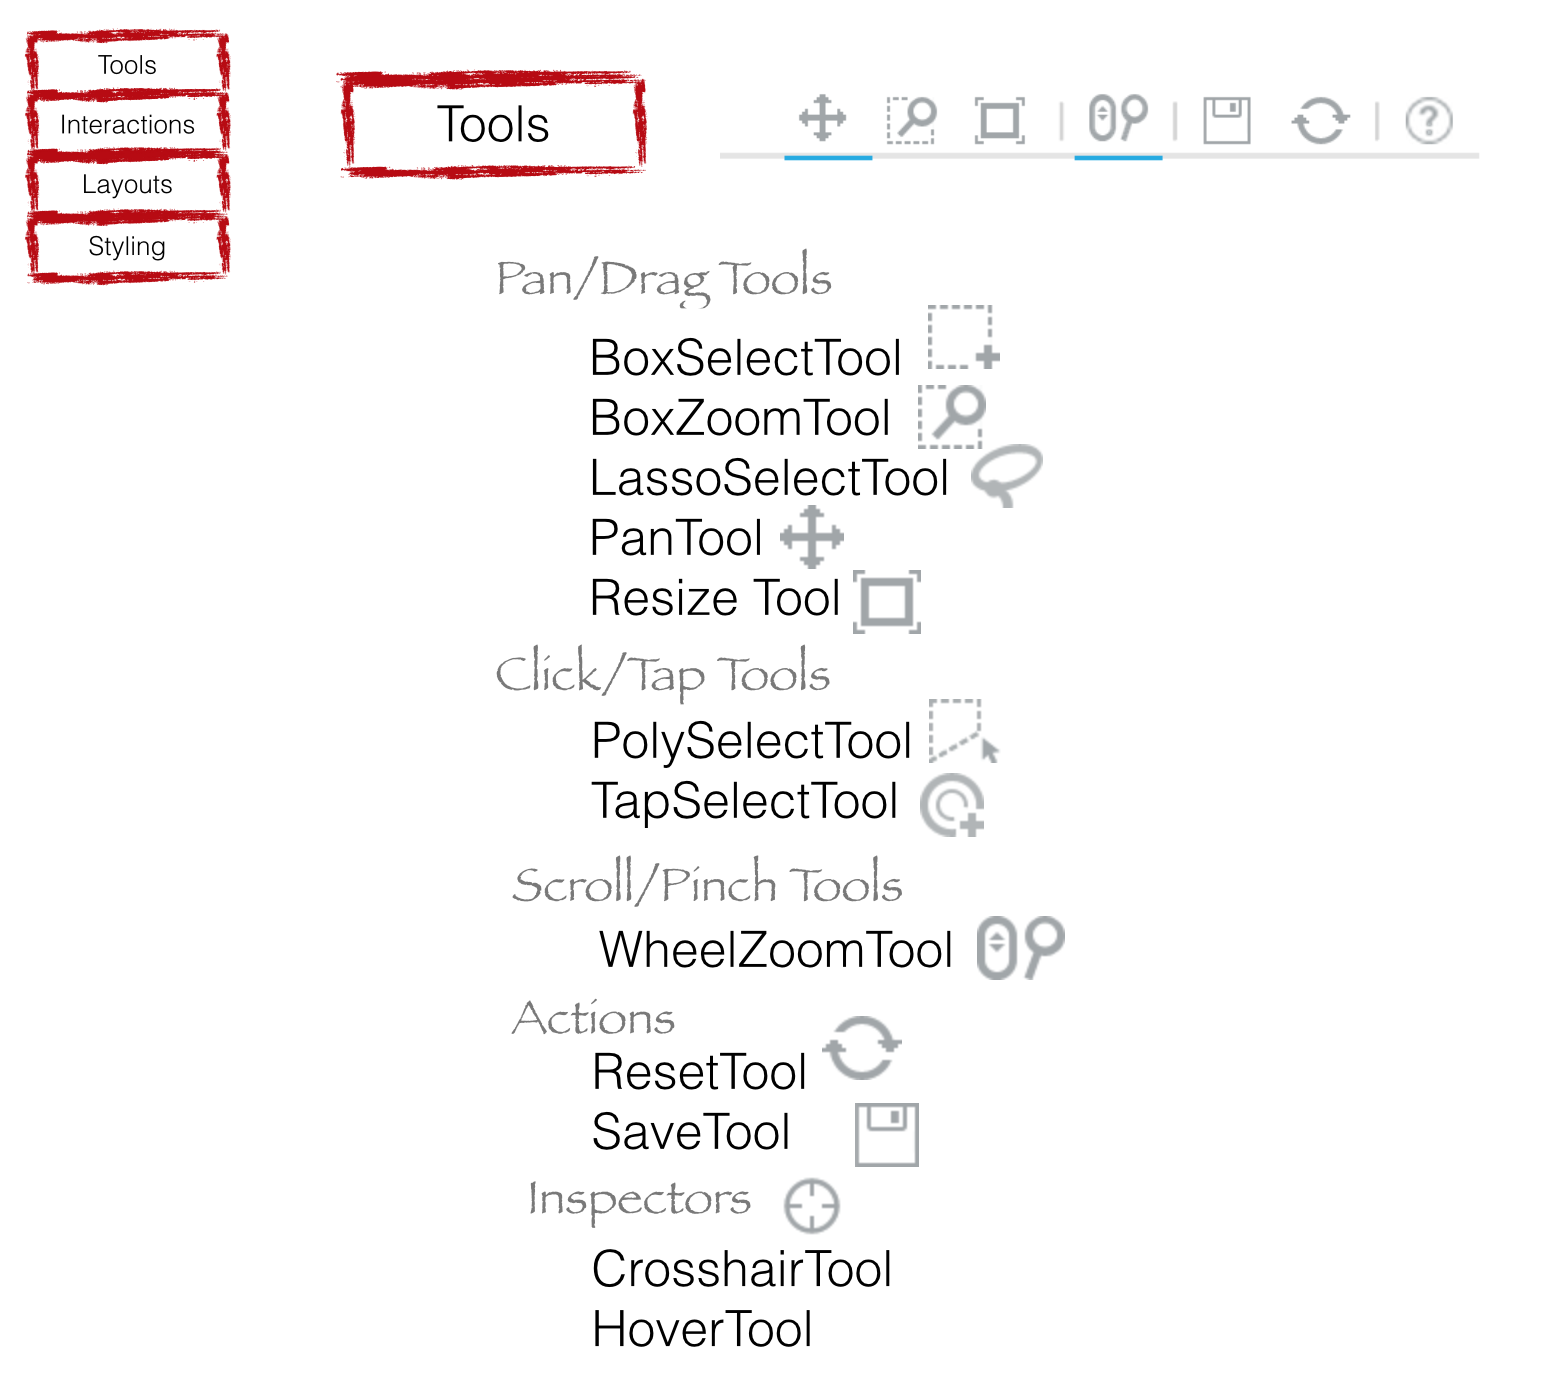 Tools
Interactions
Layouts
Styling
Tools
?
Pan/Drag Tools
BoxSelectTool
BoxZoomTool
LassoSelectTool
PanTool
Resize Tool
Click/Tap Tools
PolySelectTool
TapSelectTool
Scroll/Pinch Tools
WheelZoomTool
Actions
ResetTool
SaveTool
Inspectors
CrosshairTool
HoverTool